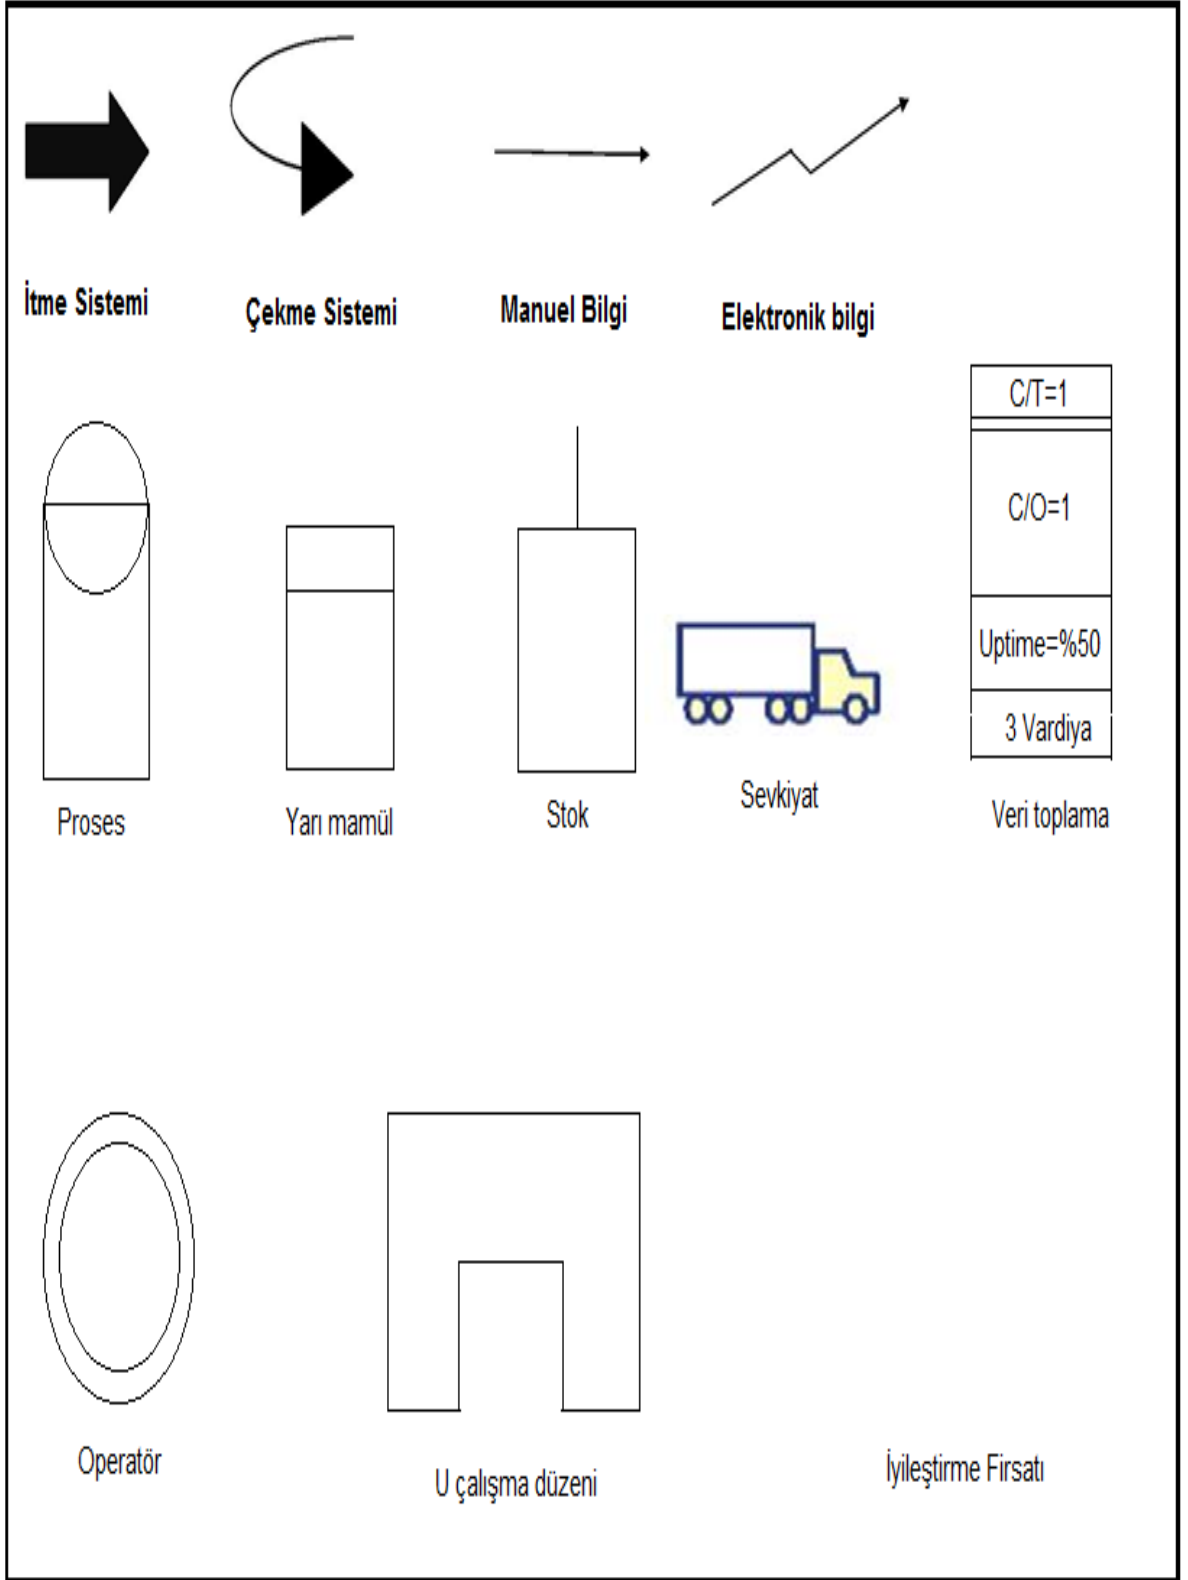 İtme Sistemi
Çekme Sistemi
Manuel Bilgi
Elektronik bilgi
C/T=1
C/O=1
Uptime=%50
3 Vardiya
Proses
Yarı mamül
Stok
Sevkiyat
Veri toplama
Operatör
U çalışma düzeni
İyileştirme Firsatı